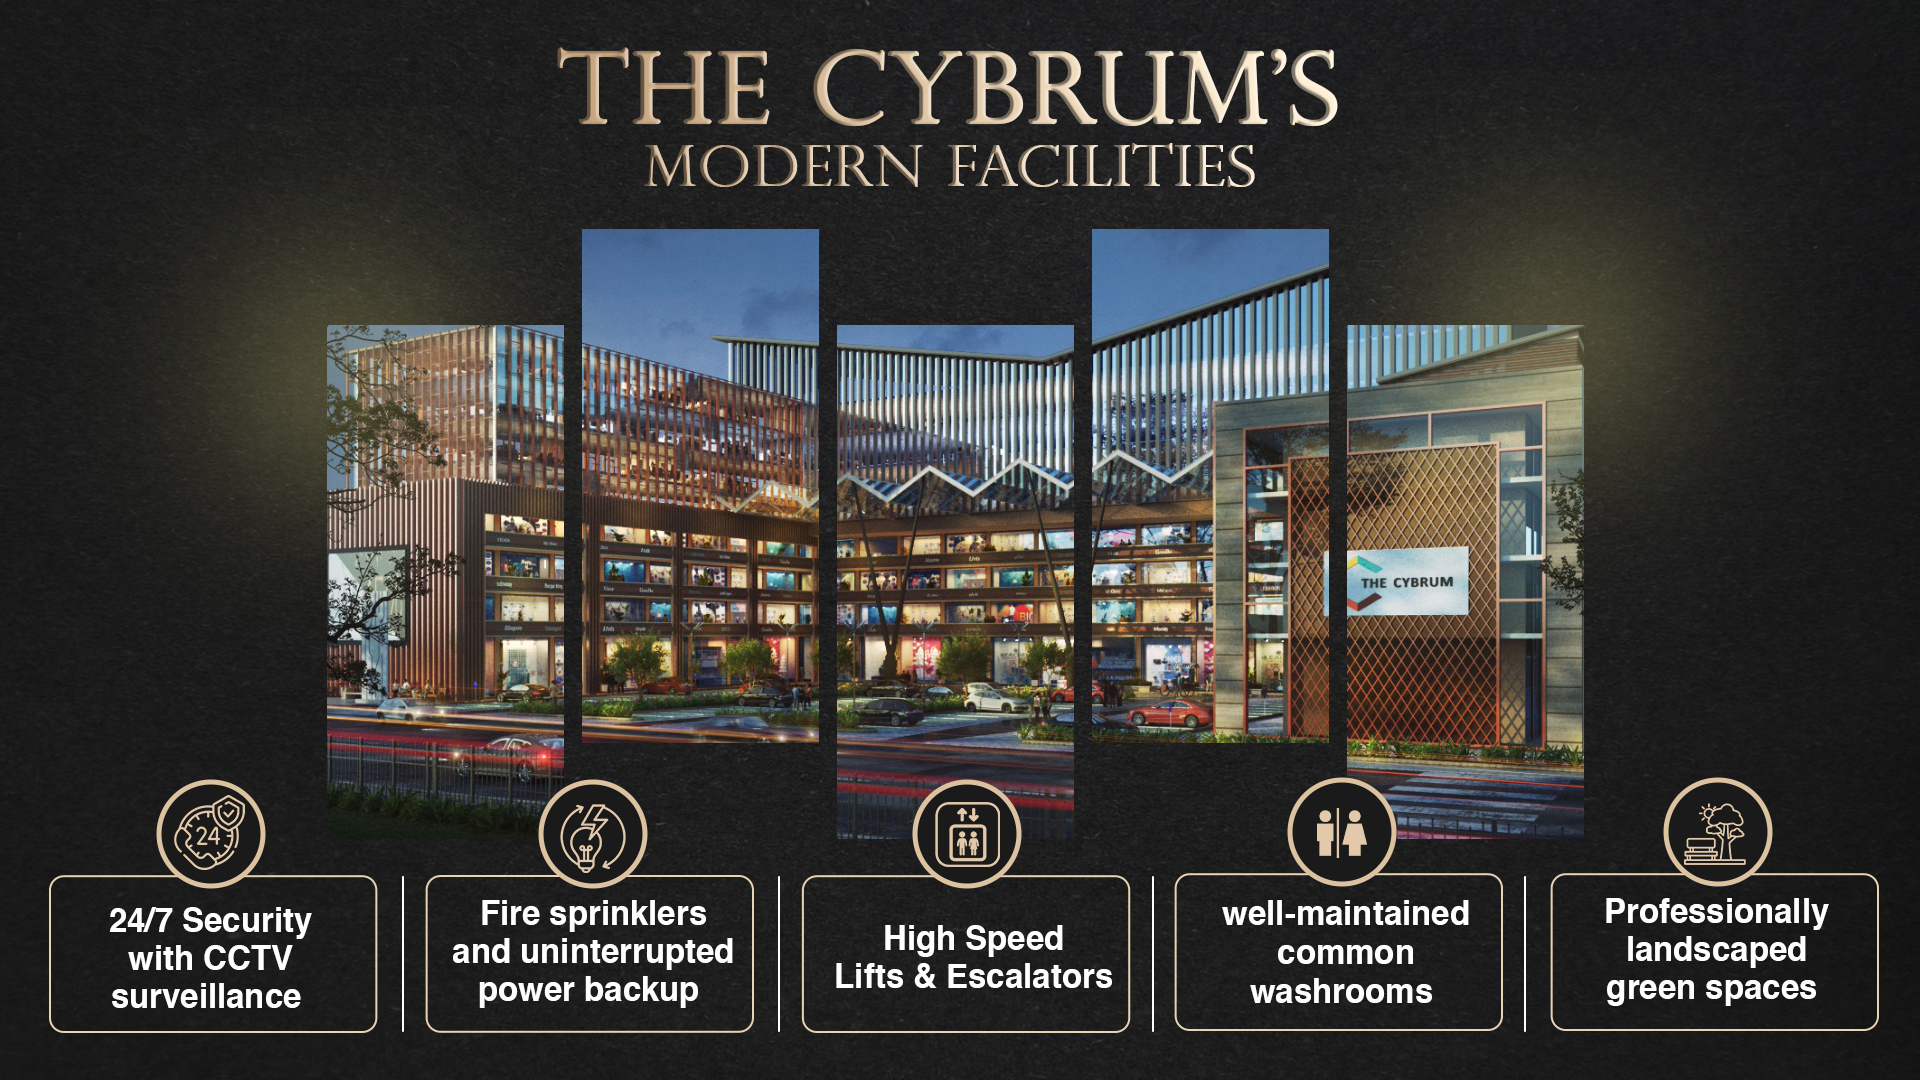 THE CYBRUM'S
MODERN FACILITIES
THE CYBRUM
24
24/7 Security
with CCTV
surveillance
Fire sprinklers
and uninterrupted
power backup
High Speed
Lifts & Escalators
well-maintained
common
washrooms
Professionally
landscaped
green spaces